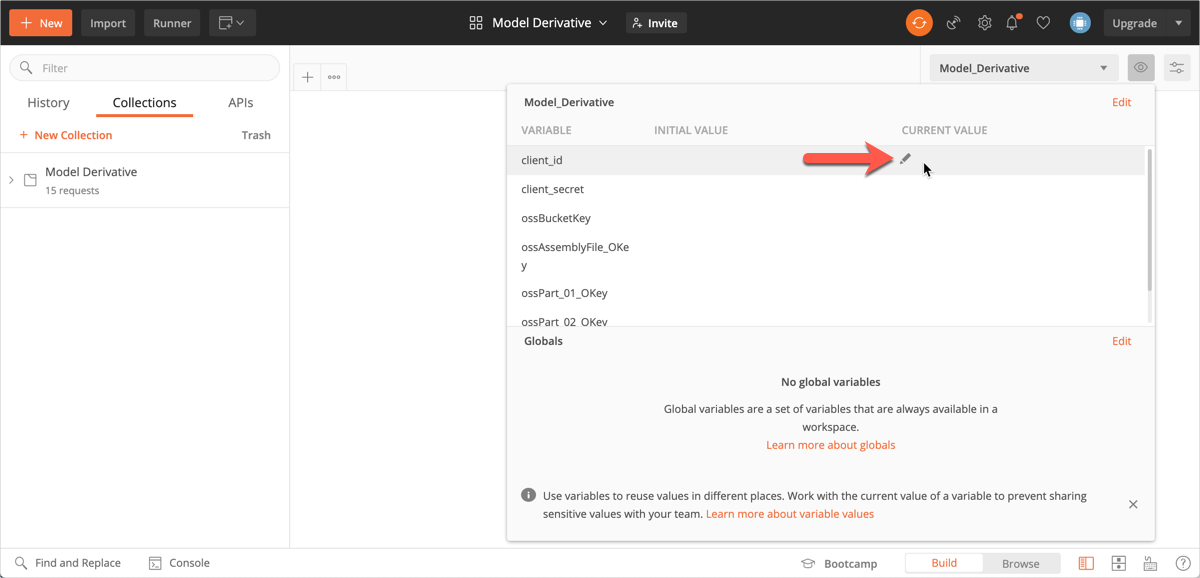 New
Import
Runner
Model Derivative
Invite
Upgrade
Filter
History
Collections
APIs
New Collection
Trash
Model Derivative
15 requests
Model_Derivative
Model_Derivative
Edit
VARIABLE
INITIAL VALUE
CURRENT VALUE
client_id
client_secret
ossBucketKey
ossAssemblyFile_OKe
y
ossPart_01_OKey
ossPart_02_OKey
Globals
Edit
No global variables
Global variables are a set of variables that are always available in a
workspace.
Learn more about globals
Use variables to reuse values in different places. Work with the current value of a variable to prevent sharing
sensitive values with your team. Learn more about variable values
Find and Replace
Console
Bootcamp
Build
Browse